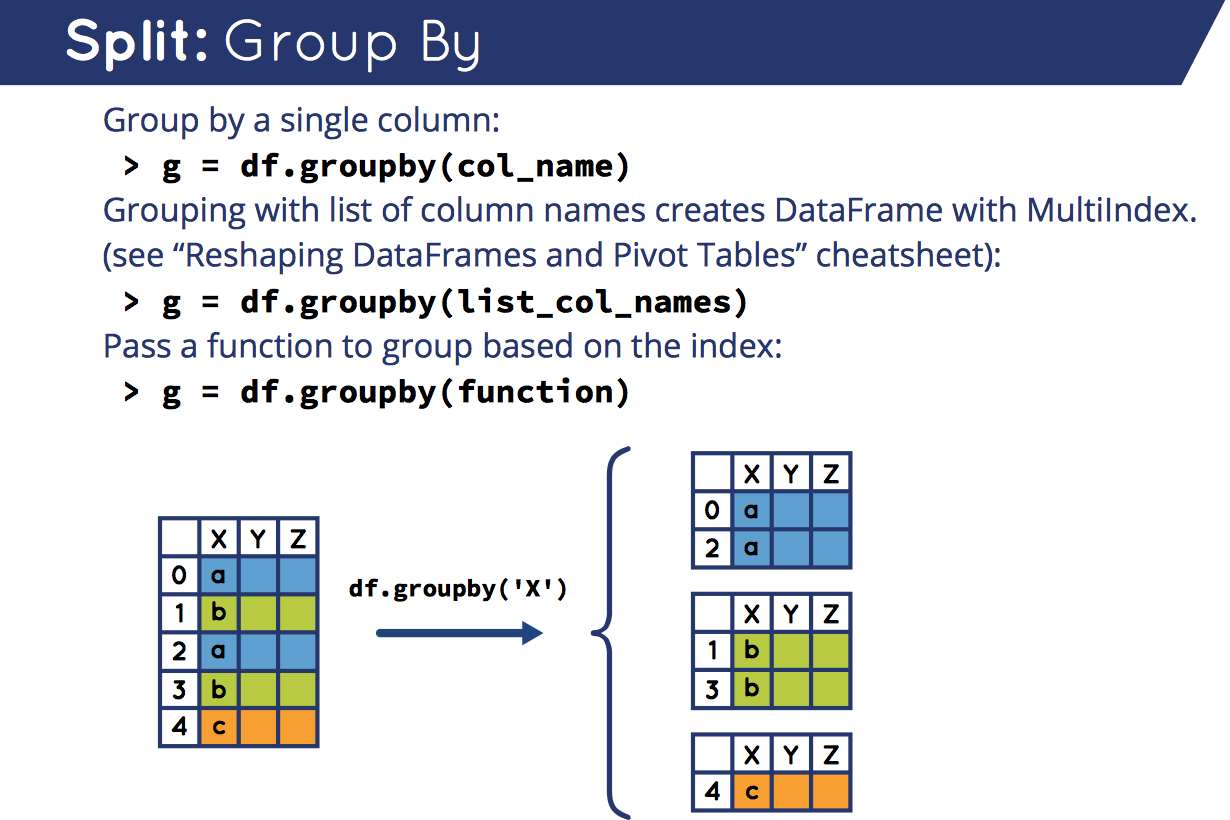 Split: Group By
Group by a single column:
> g = df.groupby(col_name)
Grouping with list of column names creates DataFrame with MultiIndex.
(see “Reshaping DataFrames and Pivot Tables” cheatsheet):
> g = df.groupby(list_col_names)
Pass a function to group based on the index:
> g = df.groupby(function)
X Y Z
0 a
1 b
2 a
3 b
4 c
df.groupby('X')
X Y Z
0 a
2 a
X Y Z
1 b
3 b
X Y Z
4 c